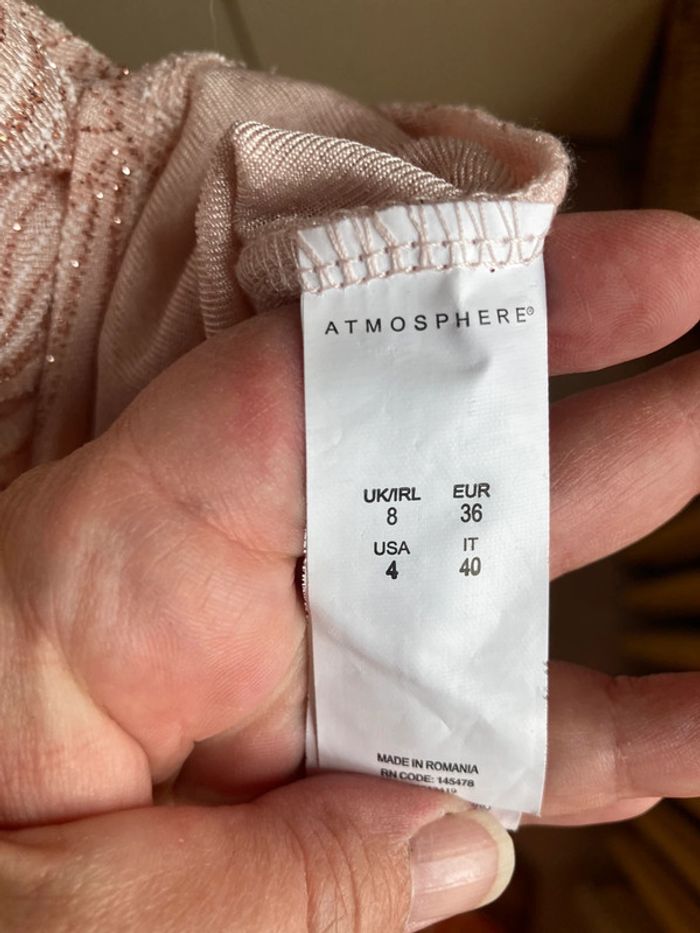 ATMOSPHERE®
UK/IRL EUR
8 36
USA IT
4 40
MADE IN ROMANIA
RN CODE: 145478